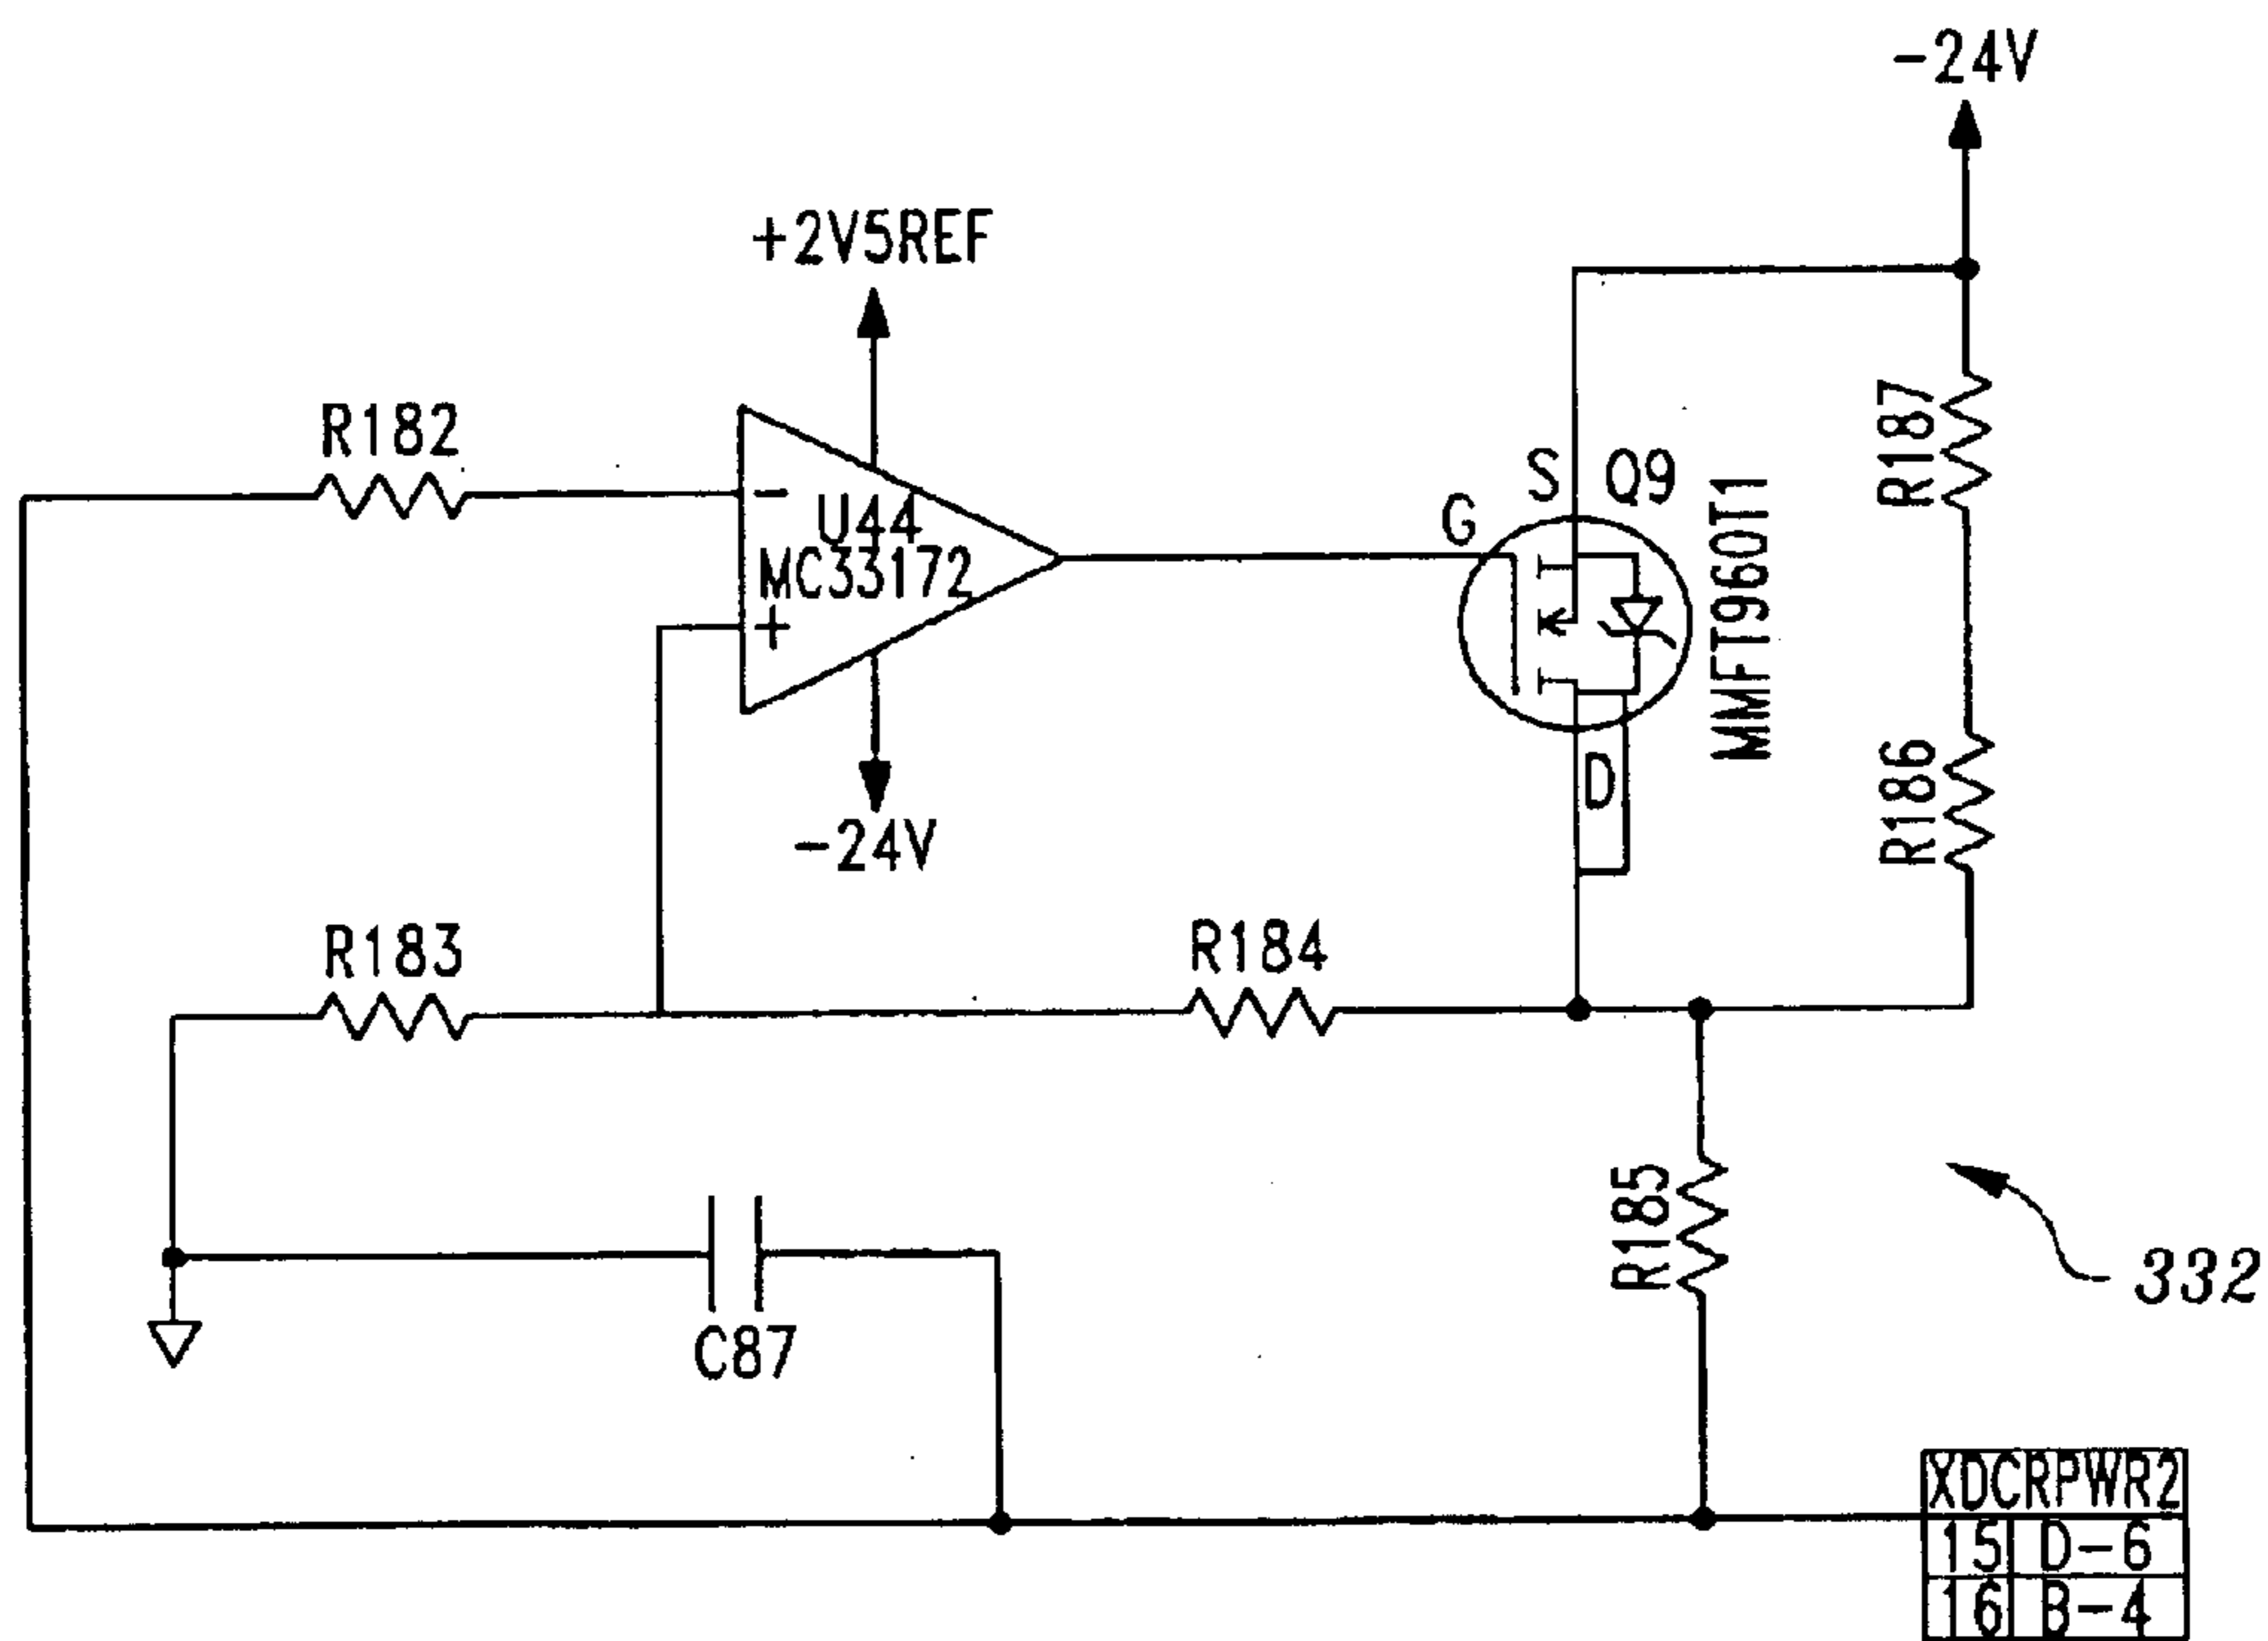 -24V
+2V5REF
R182
-
U44
MC33172
+
-24V
G
S
Q9
D
MMFT960T1
R187
R186
R183
R184
C87
R185
332
XDCRPWR2
15 D-6
16 B-4